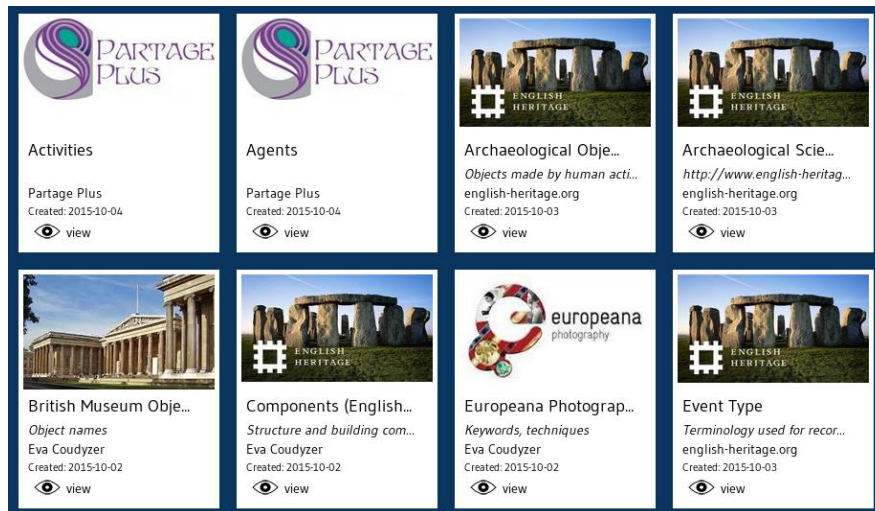 PARTAGE
PLUS
Activities
Partage Plus
Created: 2015-10-04
view
PARTAGE
PLUS
Agents
Partage Plus
Created: 2015-10-04
view
ENGLISH
HERITAGE
Archaeological Obje...
Objects made by human acti...
english-heritage.org
Created: 2015-10-03
view
ENGLISH
HERITAGE
Archaeological Scie...
http://www.english-heritag...
english-heritage.org
Created: 2015-10-03
view
British Museum Obje...
Object names
Eva Coudyzer
Created: 2015-10-02
view
ENGLISH
HERITAGE
Components (English...
Structure and building com...
Eva Coudyzer
Created: 2015-10-02
view
europeana
photography
Europeana Photograp...
Keywords, techniques
Eva Coudyzer
Created: 2015-10-02
view
ENGLISH
HERITAGE
Event Type
Terminology used for recor...
english-heritage.org
Created: 2015-10-03
view